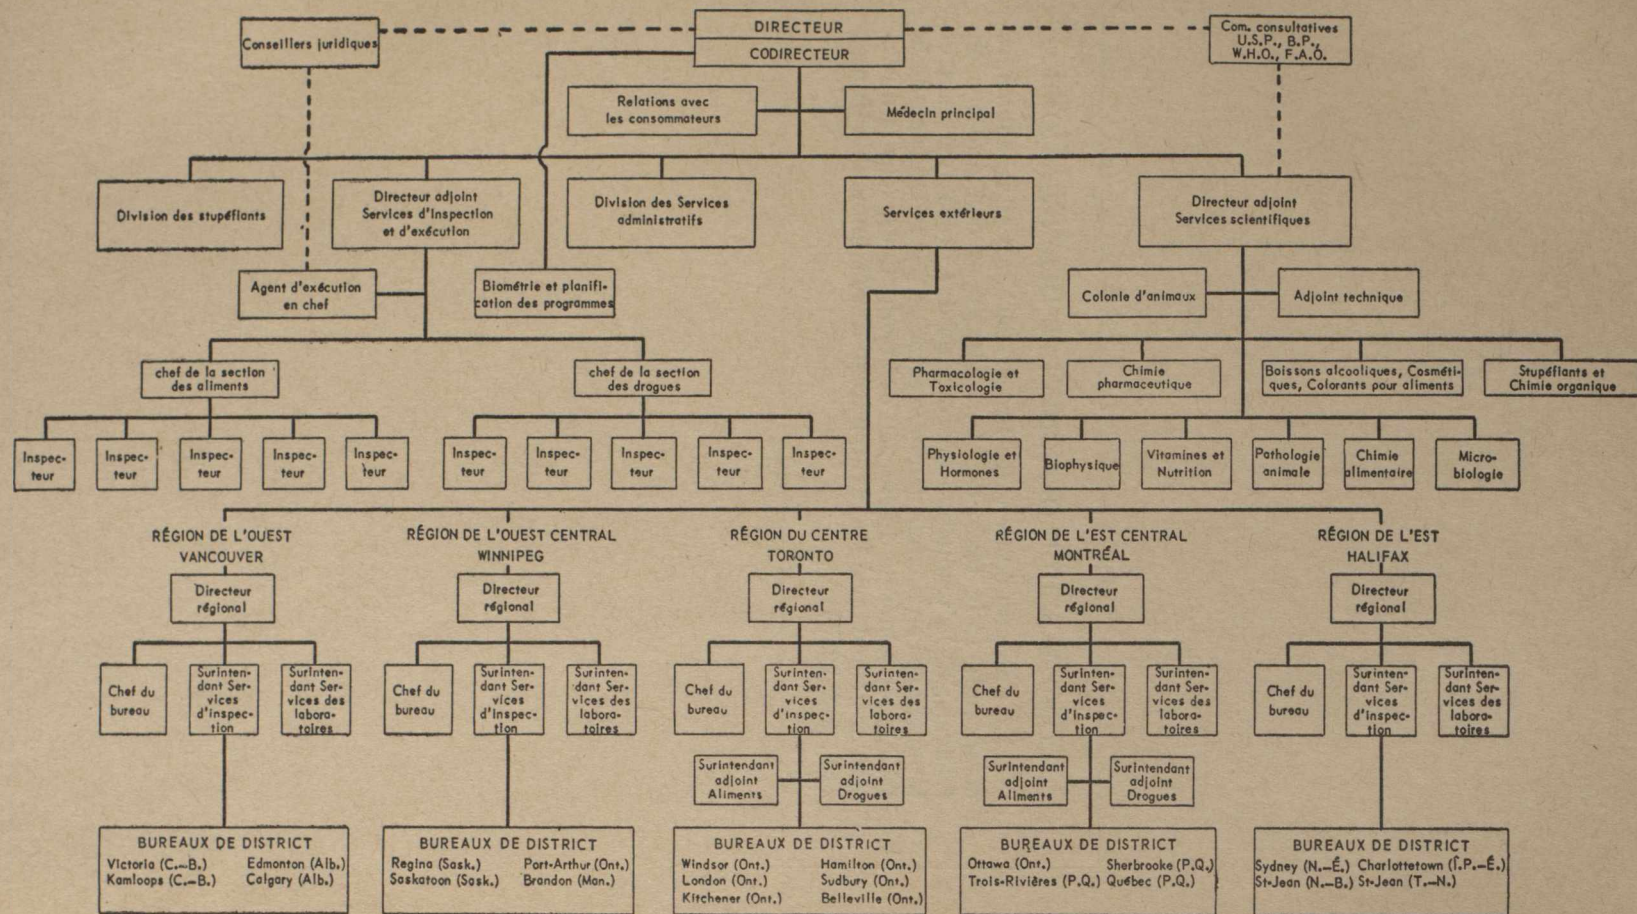 Conseillers juridiques
DIRECTEUR
CODIRECTEUR
Com. consultatives
U.S.P., B.P.,
W.H.O., F.A.O.
Relations avec
les consommateurs
Médecin principal
Division des stupéfiants
Directeur adjoint
Services d'Inspection
et d'exécution
Division des Services
administratifs
Services extérieurs
Directeur adjoint
Services scientifiques
Agent d'exécution
en chef
Biométrie et planifi-
cation des programmes
Colonie d'animaux
Adjoint technique
chef de la section
des aliments
chef de la section
des drogues
Pharmacologie et
Toxicologie
Chimie
pharmaceutique
Boissons alcooliques, Cosméti-
ques, Colorants pour aliments
Stupéfiants et
Chimie organique
Inspec-
teur
Inspec-
teur
Inspec-
teur
Inspec-
teur
Inspec-
teur
Inspec-
teur
Inspec-
teur
Inspec-
teur
Inspec-
teur
Inspec-
teur
Physiologie et
Hormones
Biophysique
Vitamines et
Nutrition
Pathologie
animale
Chimie
alimentaire
Micro-
biologie
RÉGION DE L'OUEST
VANCOUVER
RÉGION DE L'OUEST CENTRAL
WINNIPEG
RÉGION DU CENTRE
TORONTO
RÉGION DE L'EST CENTRAL
MONTRÉAL
RÉGION DE L'EST
HALIFAX
Directeur
régional
Directeur
régional
Directeur
régional
Directeur
régional
Directeur
régional
Chef du
bureau
Surinten-
dant Ser-
vices
d'inspec-
tion
Surinten-
dant Ser-
vices des
labora-
toires
Chef du
bureau
Surinten-
dant Ser-
vices
d'inspec-
tion
Surinten-
dant Ser-
vices des
labora-
toires
Chef du
bureau
Surinten-
dant Ser-
vices
d'inspec-
tion
Surinten-
dant Ser-
vices des
labora-
toires
Chef du
bureau
Surinten-
dant Ser-
vices
d'inspec-
tion
Surinten-
dant Ser-
vices des
labora-
toires
Chef du
bureau
Surinten-
dant Ser-
vices
d'inspec-
tion
Surinten-
dant Ser-
vices des
labora-
toires
Surintendant
adjoint
Aliments
Surintendant
adjoint
Drogues
Surintendant
adjoint
Aliments
Surintendant
adjoint
Drogues
BUREAUX DE DISTRICT
Victoria (C.-B.) Edmonton (Alb.)
Kamloops (C.-B.) Calgary (Alb.)
BUREAUX DE DISTRICT
Regina (Sask.) Port-Arthur (Ont.)
Saskatoon (Sask.) Brandon (Man.)
BUREAUX DE DISTRICT
Windsor (Ont.) Hamilton (Ont.)
London (Ont.) Sudbury (Ont.)
Kitchener (Ont.) Belleville (Ont.)
BUREAUX DE DISTRICT
Ottawa (Ont.) Sherbrooke (P.Q.)
Trois-Rivières (P.Q.) Québec (P.Q.)
BUREAUX DE DISTRICT
Sydney (N.-É.) Charlottetown (Î.P.-É.)
St-Jean (N.-B.) St-Jean (T.-N.)